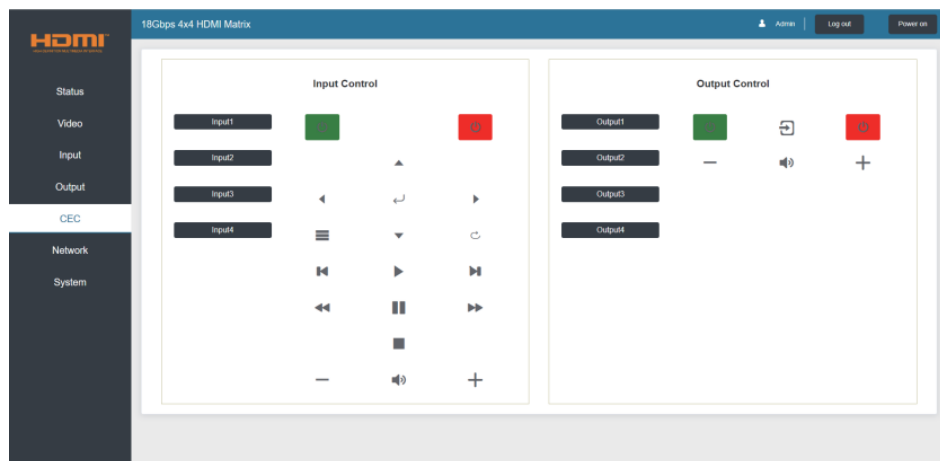 18Gbps 4x4 HDMI Matrix
Admin
Log out
Power on
HDMI
Status
Video
Input
Output
CEC
Network
System
Input Control
Input1
Input2
Input3
Input4
Output Control
Output1
Output2
Output3
Output4